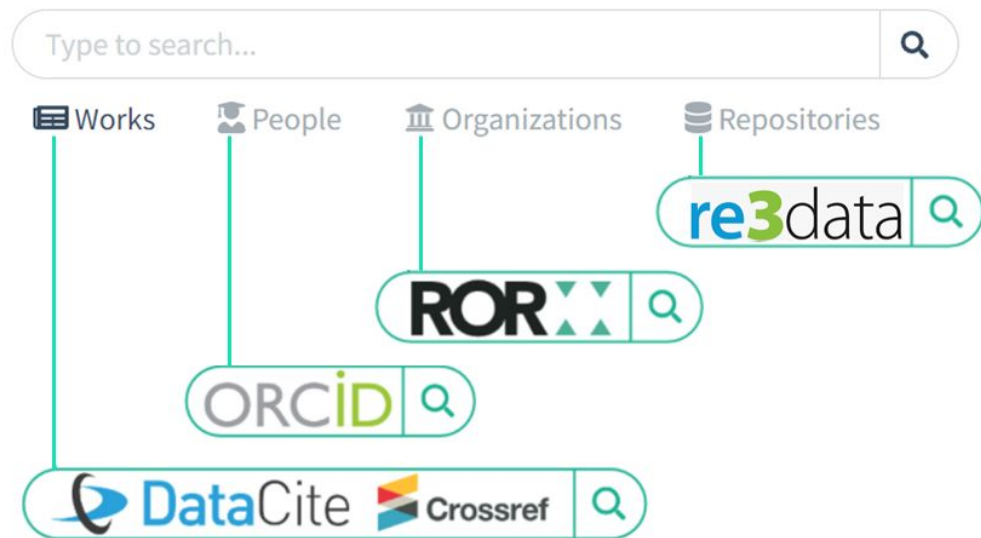 Type to search...
Works People Organizations Repositories
re3data
ROR
ORCiD
DataCite Crossref